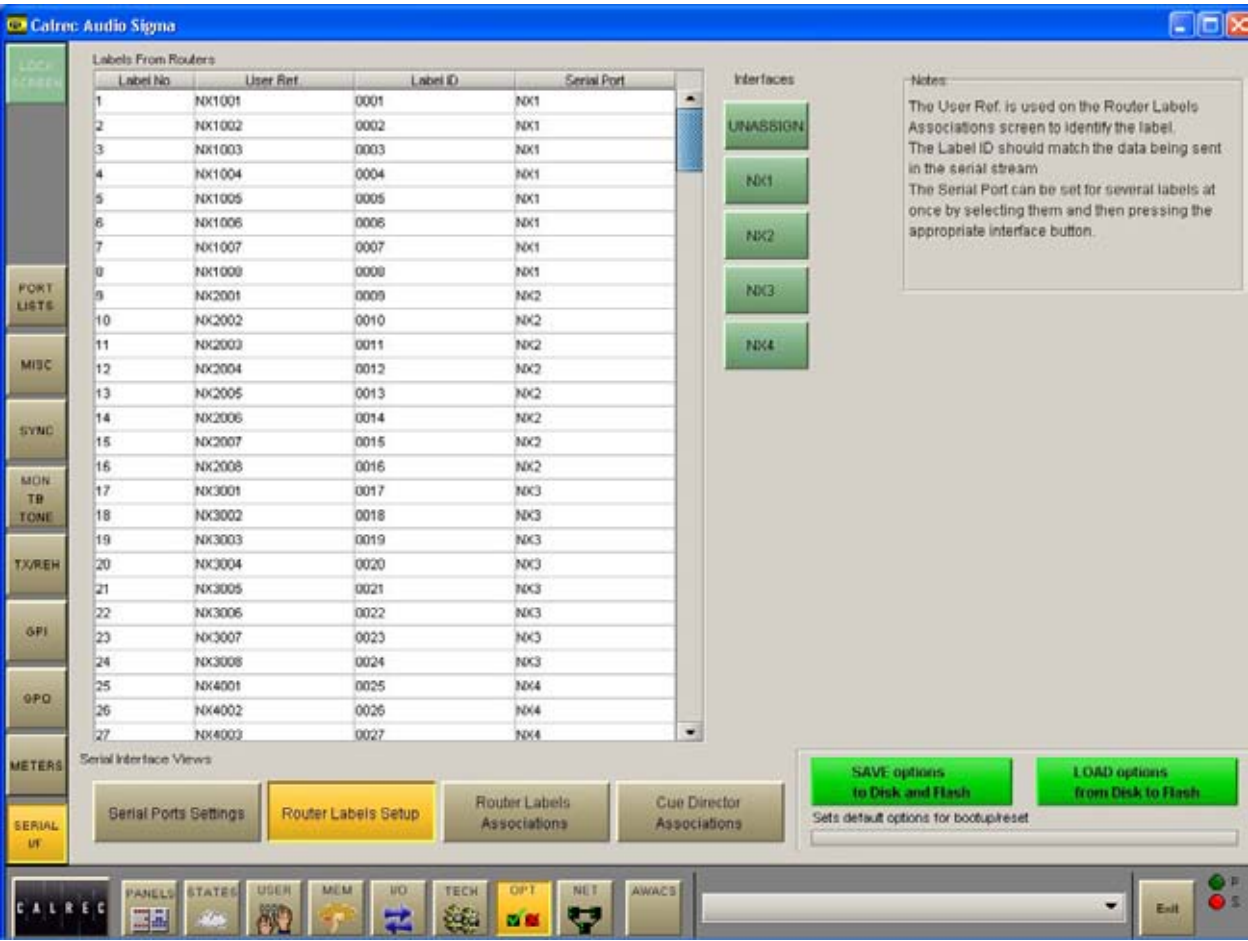 Calrec Audio Sigma
LOCK
SCREEN
PORT
LISTS
MISC
SYNC
MON
TB
TONE
TX/REH
GPI
GPO
METERS
SERIAL
I/F
Labels From Routers
Label No User Ref. Label ID Serial Port
1 NX1001 0001 NX1
2 NX1002 0002 NX1
3 NX1003 0003 NX1
4 NX1004 0004 NX1
5 NX1005 0005 NX1
6 NX1006 0006 NX1
7 NX1007 0007 NX1
8 NX1008 0008 NX1
9 NX2001 0009 NX2
10 NX2002 0010 NX2
11 NX2003 0011 NX2
12 NX2004 0012 NX2
13 NX2005 0013 NX2
14 NX2006 0014 NX2
15 NX2007 0015 NX2
16 NX2008 0016 NX2
17 NX3001 0017 NX3
18 NX3002 0018 NX3
19 NX3003 0019 NX3
20 NX3004 0020 NX3
21 NX3005 0021 NX3
22 NX3006 0022 NX3
23 NX3007 0023 NX3
24 NX3008 0024 NX3
25 NX4001 0025 NX4
26 NX4002 0026 NX4
27 NX4003 0027 NX4
Interfaces
UNASSIGN
NX1
NX2
NX3
NX4
Notes
The User Ref. is used on the Router Labels
Associations screen to identify the label.
The Label ID should match the data being sent
in the serial stream
The Serial Port can be set for several labels at
once by selecting them and then pressing the
appropriate interface button.
Serial Interface Views
Serial Ports Settings
Router Labels Setup
Router Labels
Associations
Cue Director
Associations
SAVE options
to Disk and Flash
LOAD options
from Disk to Flash
Sets default options for bootup/reset
CALREC
PANELS
STATES
USER
MEM
I/O
TECH
OPT
NET
AWACS
Exit
P
S